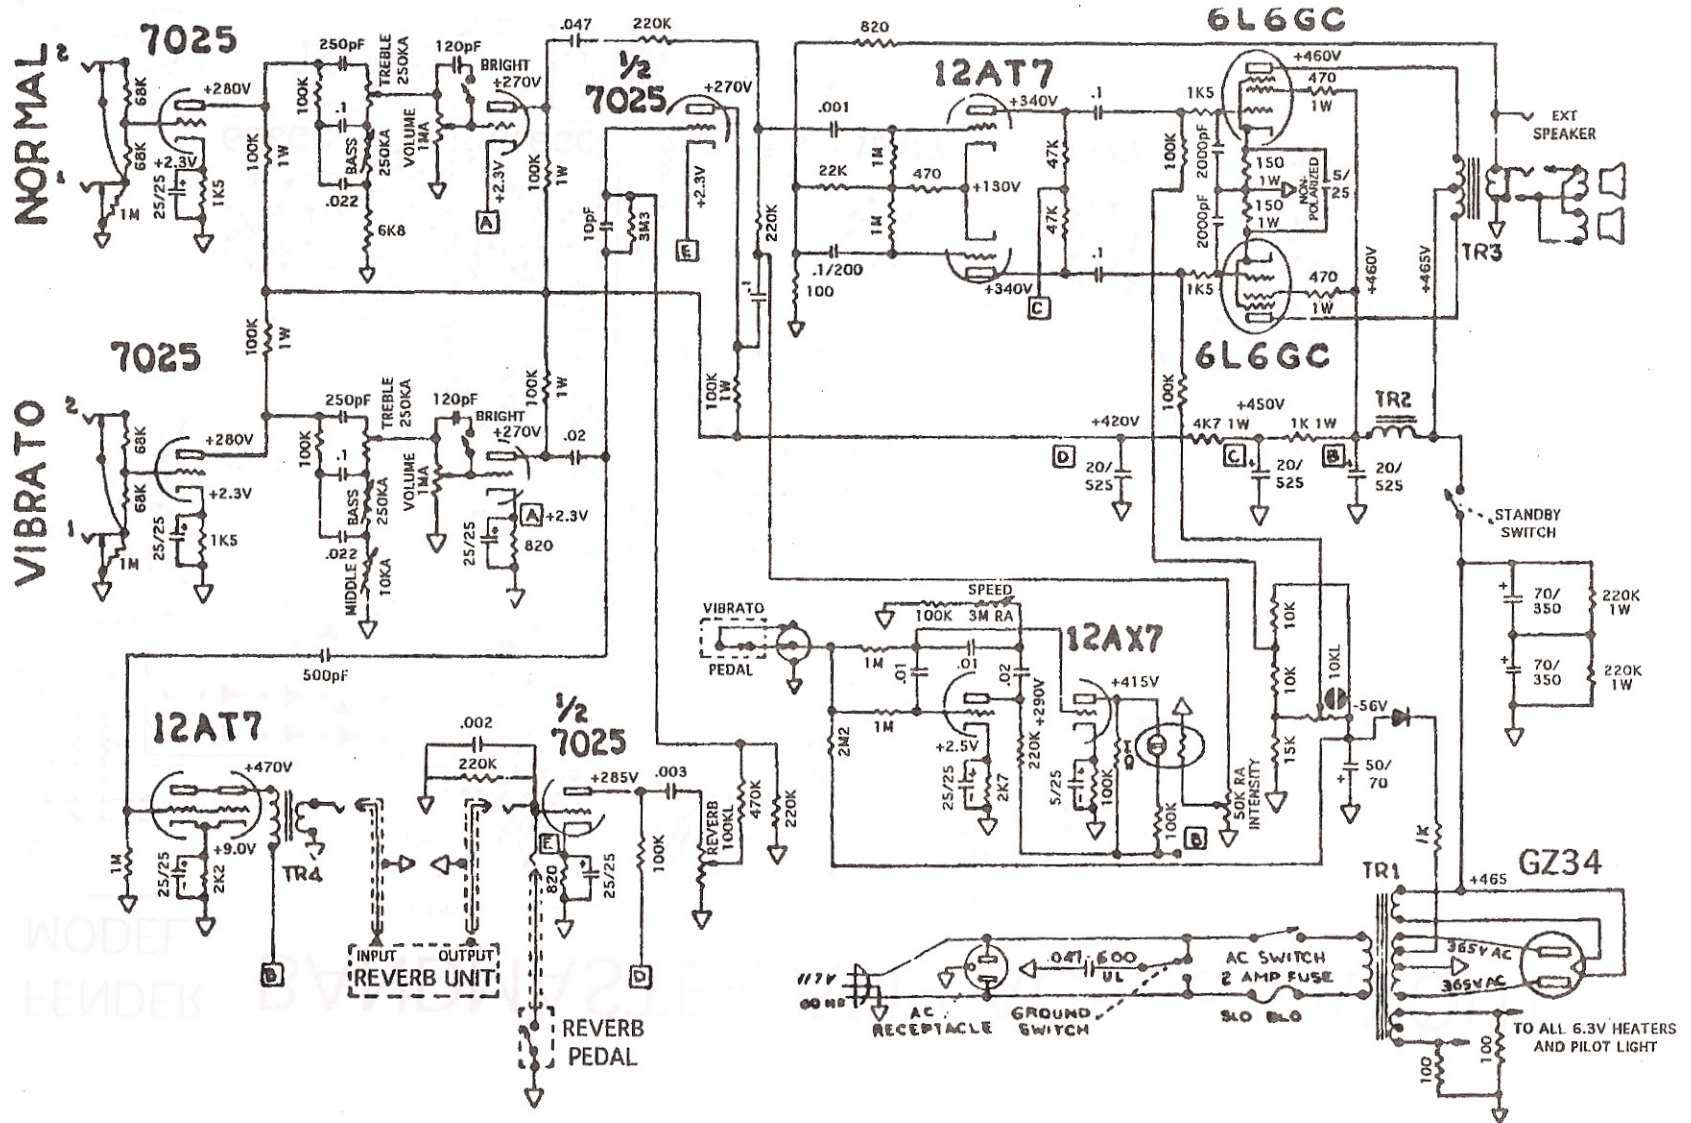 NORMAL
2
1
7025
68K
68K
1M
+280V
+2.3V
25/25
1K5
100K
1W
100K
250pF
TREBLE
250KA
.1
BASS
250KA
.022
6K8
120pF
BRIGHT
VOLUME
1MA
+270V
+2.3V
A
100K
1W
.047
220K
1/2
7025
+270V
+2.3V
E
10pF
3M3
220K
.1
100K
1W
820
.001
22K
1M
1M
470
.1/200
100
12AT7
+340V
+130V
+340V
47K
47K
C
.1
.1
100K
1K5
1K5
2000pF
2000pF
6L6GC
+460V
470
1W
150
1W
150
1W
NON-
POLARIZED
5/
25
470
1W
6L6GC
+460V
+465V
TR3
EXT
SPEAKER
VIBRATO
2
1
7025
68K
68K
1M
+280V
+2.3V
25/25
1K5
100K
1W
100K
250pF
TREBLE
250KA
.1
BASS
250KA
.022
MIDDLE
10KA
120pF
BRIGHT
VOLUME
1MA
+270V
A
+2.3V
25/25
820
100K
1W
.02
500pF
+420V
D
20/
525
4K7 1W
+450V
C
20/
525
1K 1W
B
20/
525
TR2
100K
STANDBY
SWITCH
70/
350
70/
350
220K
1W
220K
1W
12AT7
+470V
+9.0V
1M
25/25
2K2
TR4
B
INPUT
OUTPUT
REVERB UNIT
.002
220K
1/2
7025
+285V
E
820
25/25
.003
100K
D
REVERB
100KL
470K
220K
REVERB
PEDAL
VIBRATO
PEDAL
SPEED
100K
3M RA
1M
.01
.01
.02
1M
2M2
12AX7
+290V
+2.5V
25/25
2K7
220K
+415V
5/25
100K
100K
B
50K RA
INTENSITY
10K
10K
15K
10KL
-56V
50/
70
1K
TR1
GZ34
+465
365V AC
365V AC
117V
60 HZ
AC
RECEPTACLE
GROUND
SWITCH
.047 600
UL
AC SWITCH
2 AMP FUSE
SLO BLO
100
100
TO ALL 6.3V HEATERS
AND PILOT LIGHT
MODEL
FENDER